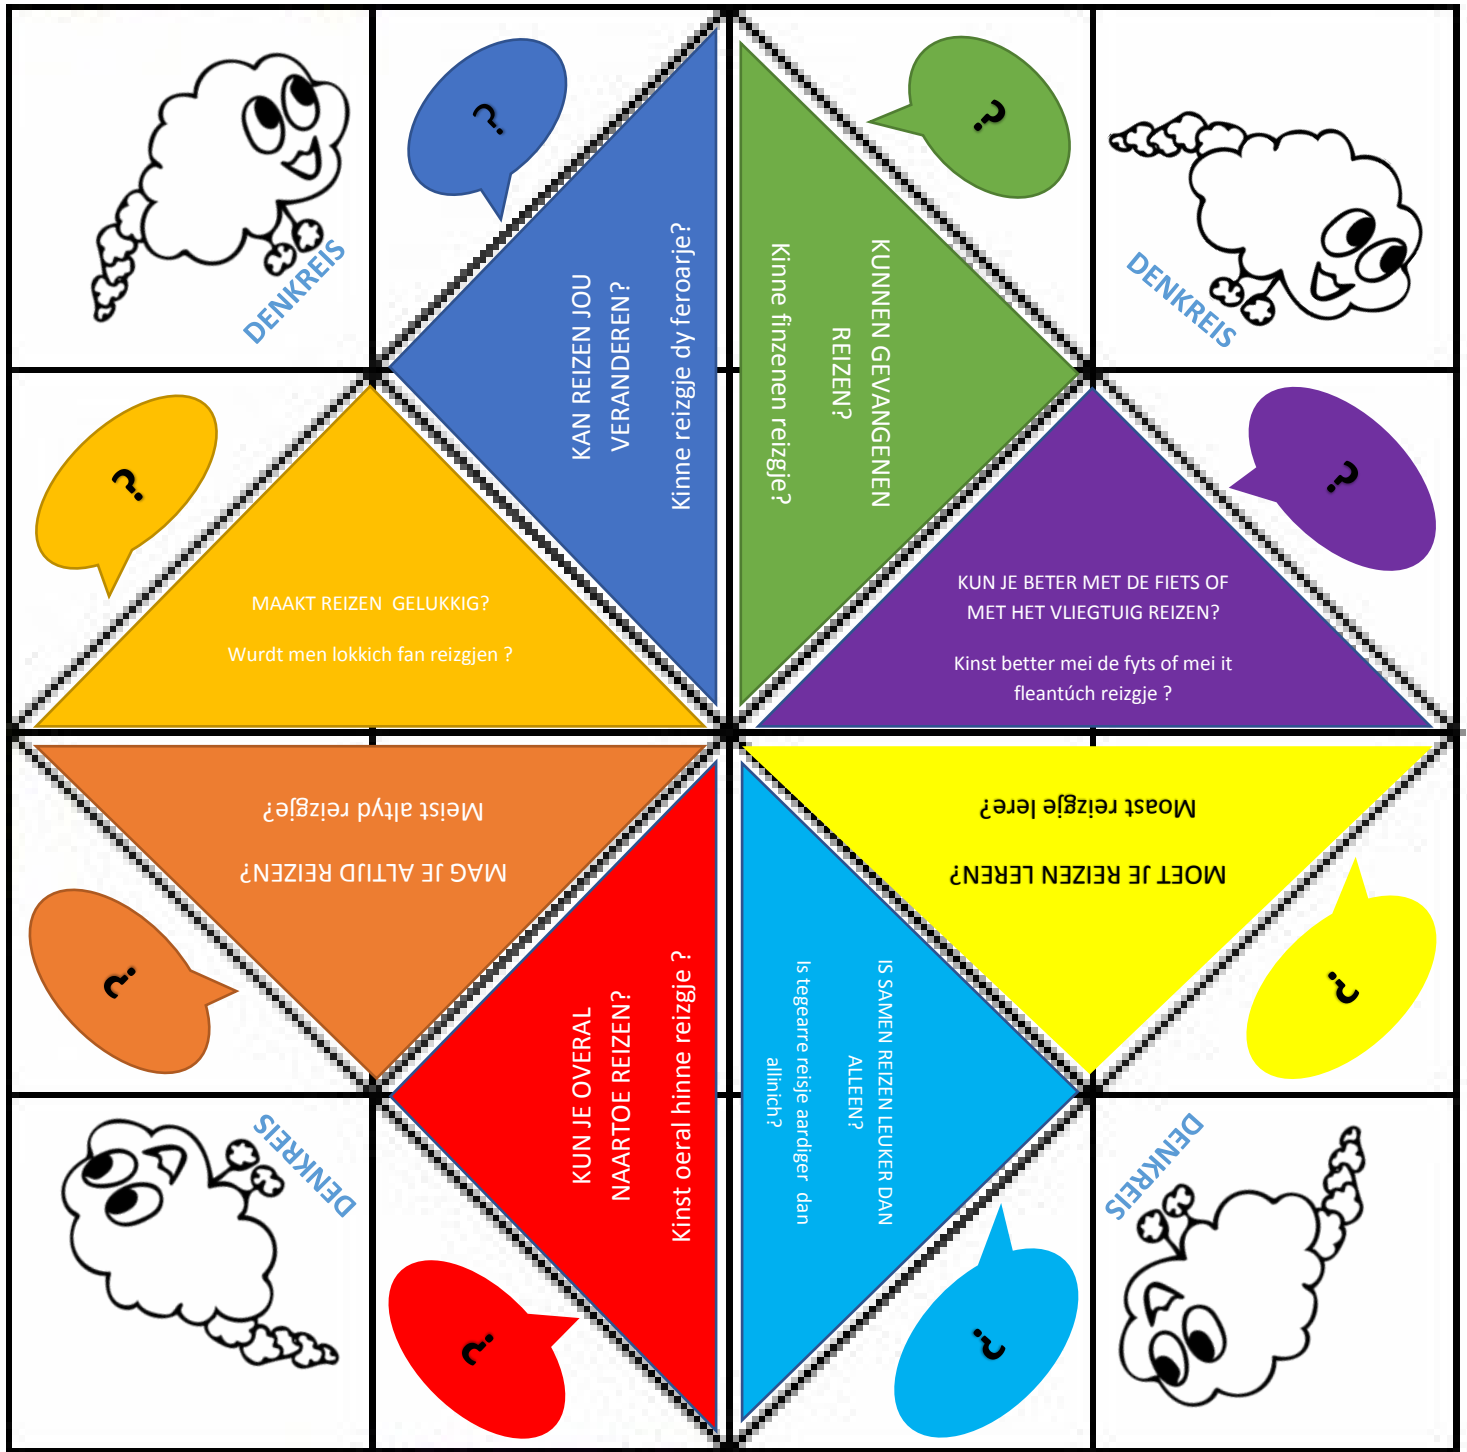 DENKREIS
?
?
DENKREIS
KAN REIZEN JOU
VERANDEREN?
Kinne reizgje dy feroarje?
KUNNEN GEVANGENEN
REIZEN?
Kinne finzenen reizgje?
?
MAAKT REIZEN GELUKKIG?
Wurdt men lokkich fan reizgjen ?
?
KUN JE BETER MET DE FIETS OF
MET HET VLIEGTUIG REIZEN?
Kinst better mei de fyts of mei it
fleantúch reizgje ?
MAG JE ALTIJD REIZEN?
Meist altyd reizgje?
?
MOET JE REIZEN LEREN?
Moast reizgje lere?
?
KUN JE OVERAL
NAARTOE REIZEN?
Kinst oeral hinne reizgje ?
?
IS SAMEN REIZEN LEUKER DAN
ALLEEN?
Is tegearre reisje aardiger dan
allinich?
?
DENKREIS
DENKREIS